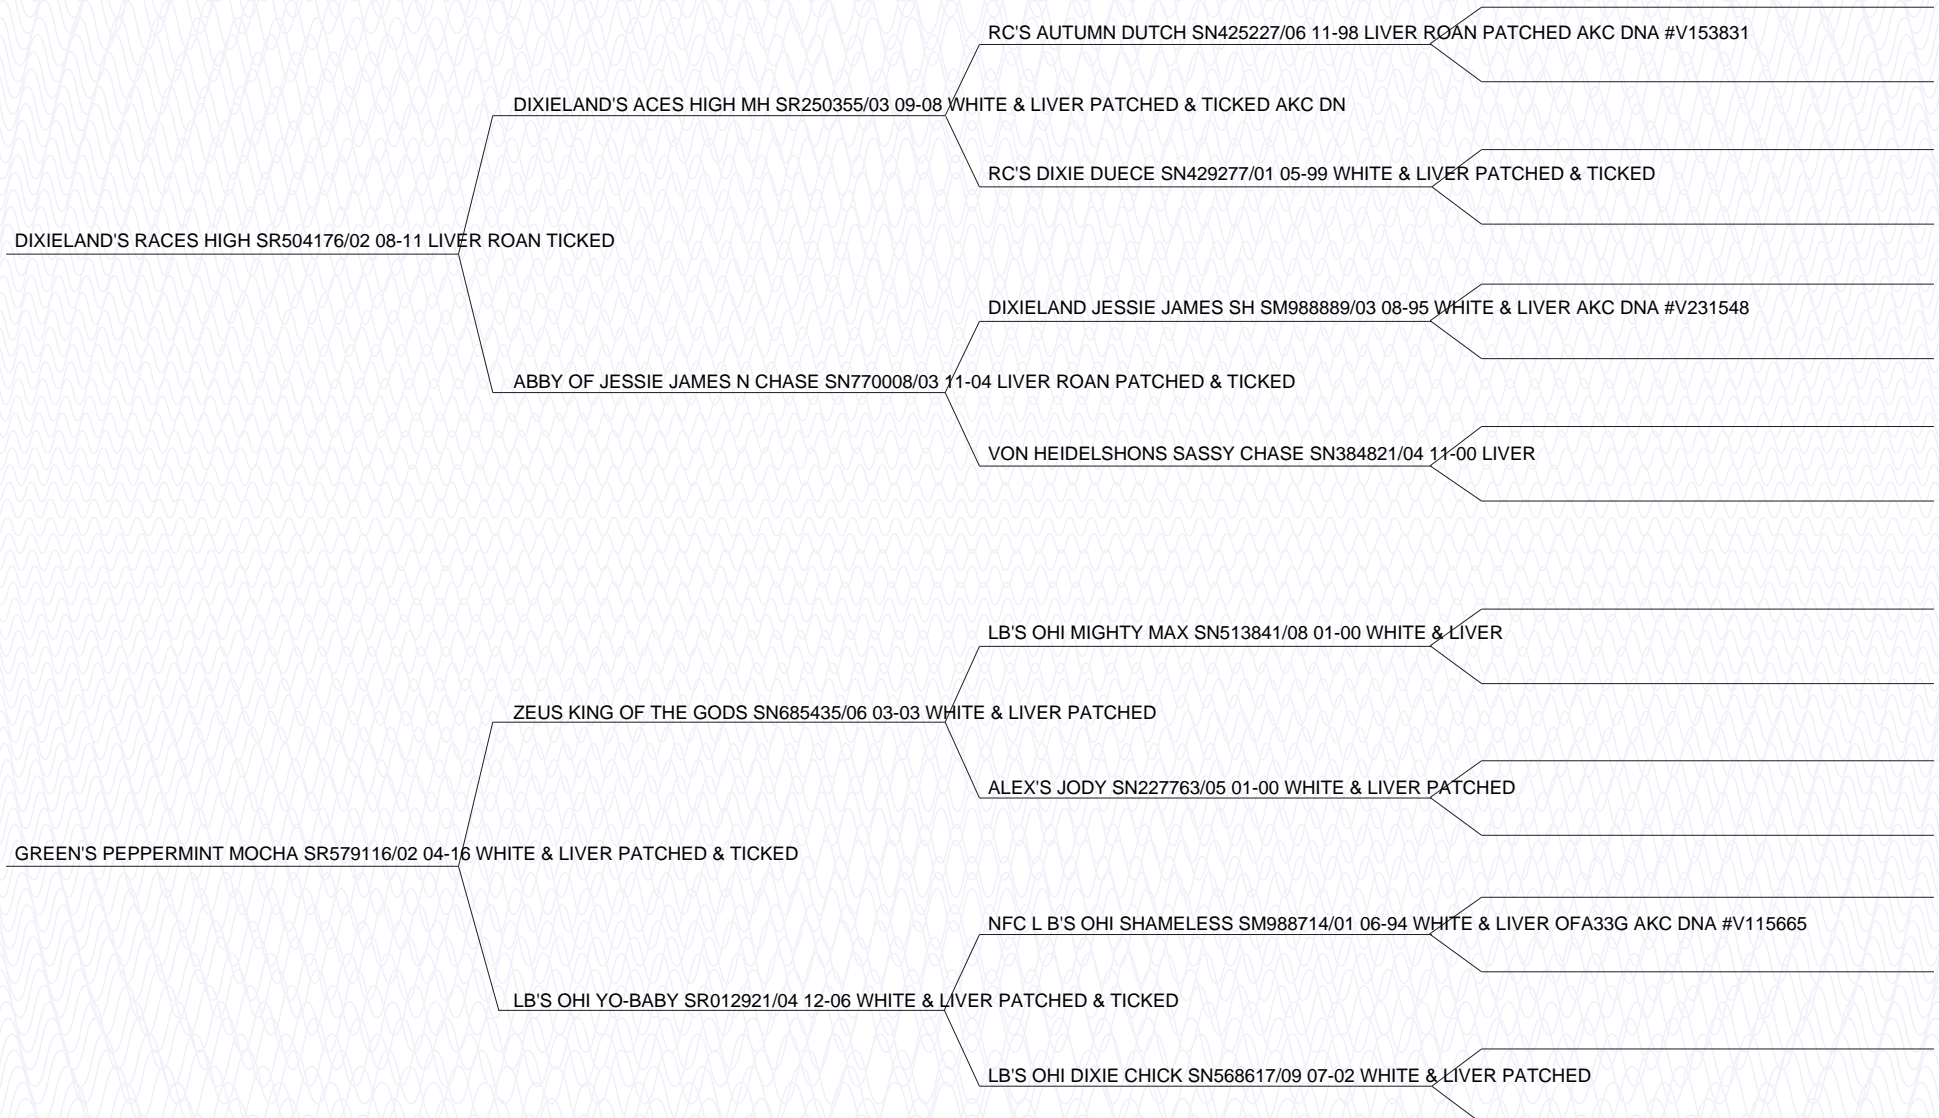 RC'S AUTUMN DUTCH SN425227/06 11-98 LIVER ROAN PATCHED AKC DNA #V153831
DIXIELAND'S ACES HIGH MH SR250355/03 09-08 WHITE & LIVER PATCHED & TICKED AKC DN
RC'S DIXIE DUECE SN429277/01 05-99 WHITE & LIVER PATCHED & TICKED
DIXIELAND'S RACES HIGH SR504176/02 08-11 LIVER ROAN TICKED
DIXIELAND JESSIE JAMES SH SM988889/03 08-95 WHITE & LIVER AKC DNA #V231548
ABBY OF JESSIE JAMES N CHASE SN770008/03 11-04 LIVER ROAN PATCHED & TICKED
VON HEIDELSHONS SASSY CHASE SN384821/04 11-00 LIVER
LB'S OHI MIGHTY MAX SN513841/08 01-00 WHITE & LIVER
ZEUS KING OF THE GODS SN685435/06 03-03 WHITE & LIVER PATCHED
ALEX'S JODY SN227763/05 01-00 WHITE & LIVER PATCHED
GREEN'S PEPPERMINT MOCHA SR579116/02 04-16 WHITE & LIVER PATCHED & TICKED
NFC L B'S OHI SHAMELESS SM988714/01 06-94 WHITE & LIVER OFA33G AKC DNA #V115665
LB'S OHI YO-BABY SR012921/04 12-06 WHITE & LIVER PATCHED & TICKED
LB'S OHI DIXIE CHICK SN568617/09 07-02 WHITE & LIVER PATCHED